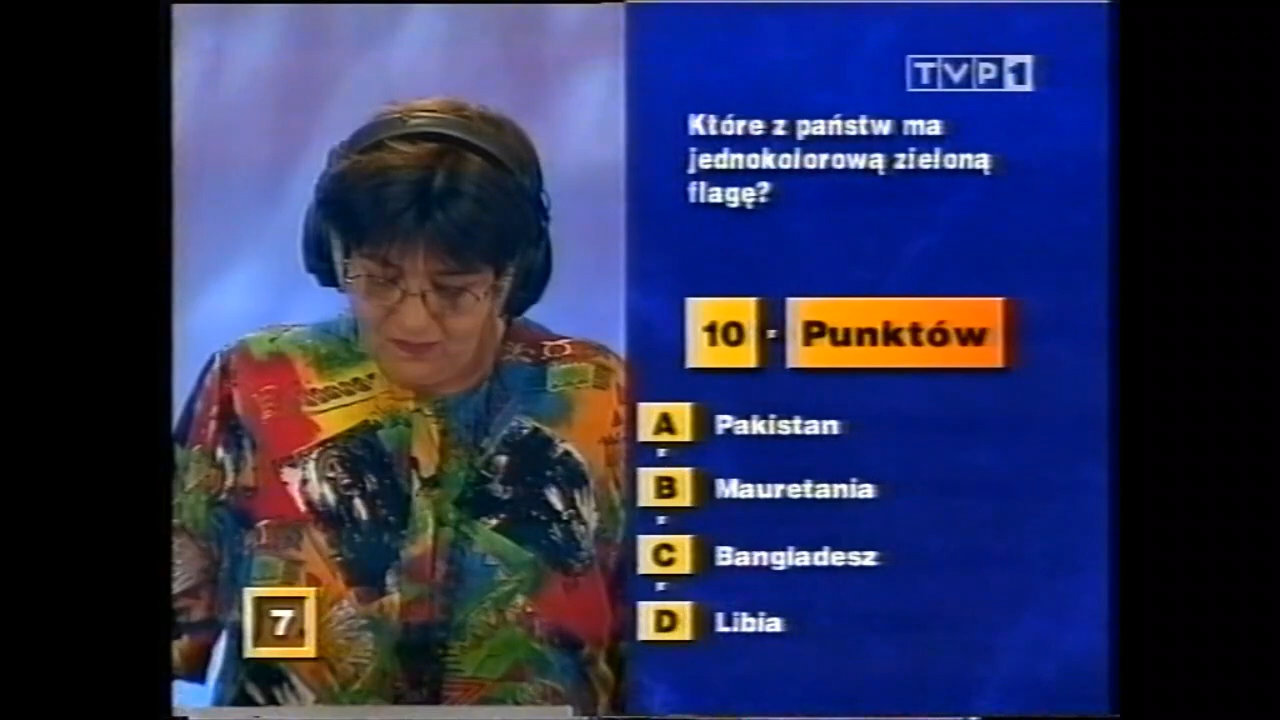 TVP1
Które z państw ma
jednokolorową zieloną
flagę?
10 Punktów
A Pakistan
B Mauretania
C Bangladesz
D Libia
7